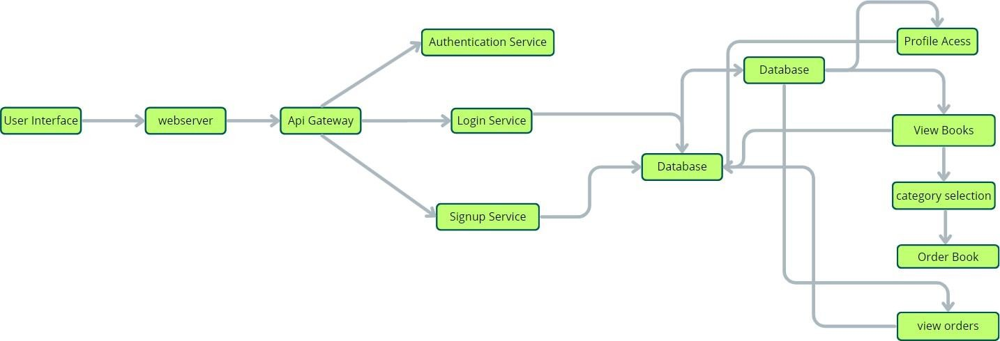 User Interface
webserver
Api Gateway
Authentication Service
Login Service
Signup Service
Database
Database
Profile Acess
View Books
category selection
Order Book
view orders